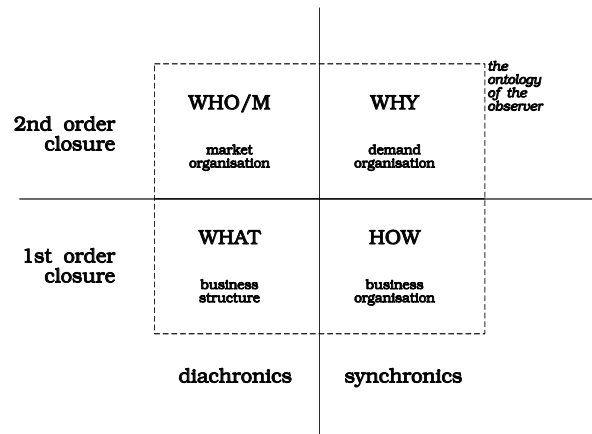 the
ontology
of the
observer
WHO/M
WHY
2nd order
closure
market
organisation
demand
organisation
WHAT
HOW
1st order
closure
business
structure
business
organisation
diachronics
synchronics